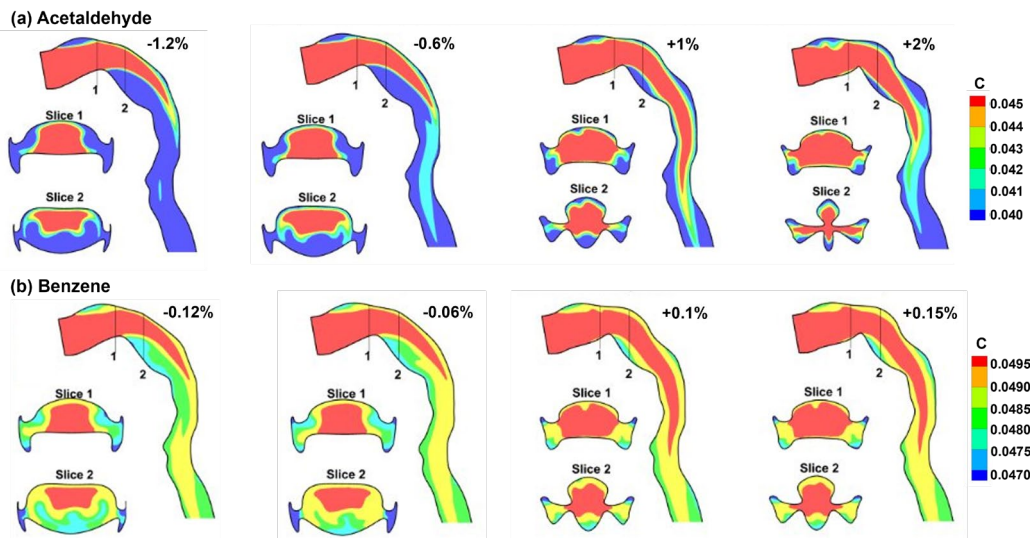 (a) Acetaldehyde
-1.2%
-0.6%
+1%
+2%
1
2
1
2
1
2
1
2
Slice 1
Slice 1
Slice 1
Slice 1
Slice 2
Slice 2
Slice 2
Slice 2
C
0.045
0.044
0.043
0.042
0.041
0.040
(b) Benzene
-0.12%
-0.06%
+0.1%
+0.15%
1
2
1
2
1
2
1
2
Slice 1
Slice 1
Slice 1
Slice 1
Slice 2
Slice 2
Slice 2
Slice 2
C
0.0495
0.0490
0.0485
0.0480
0.0475
0.0470